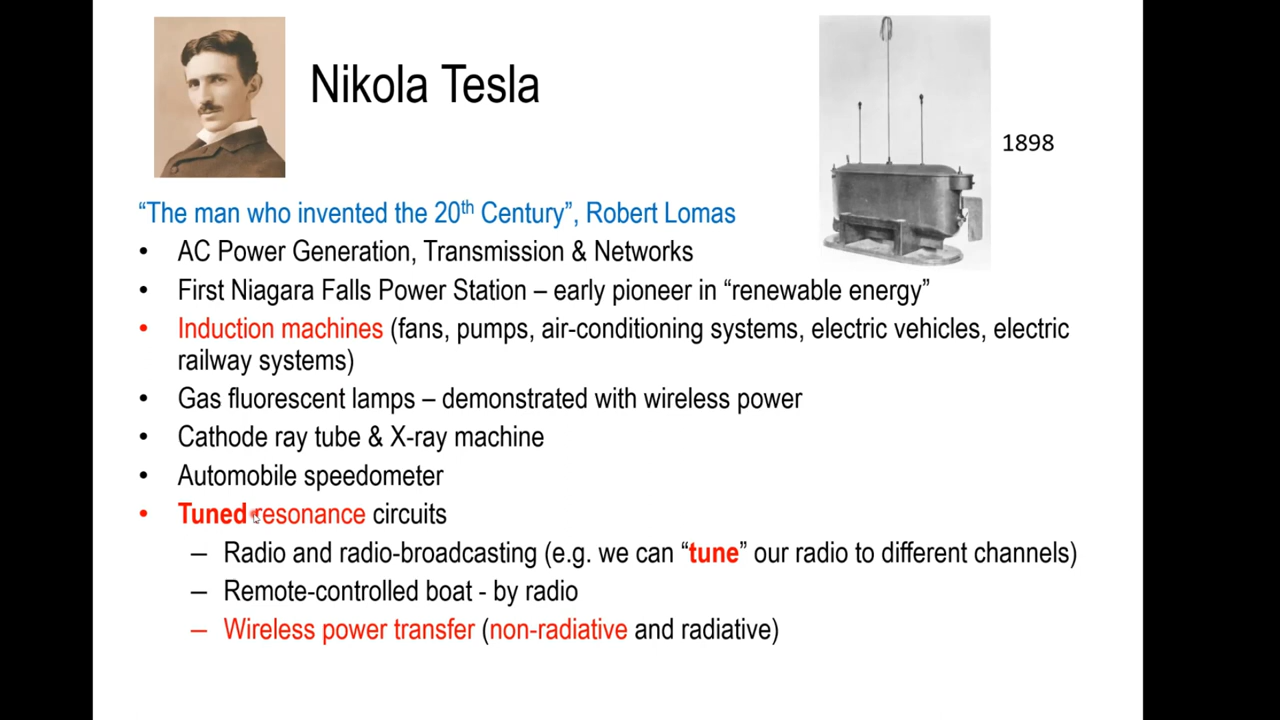 Nikola Tesla
1898
“The man who invented the 20th Century”, Robert Lomas
• AC Power Generation, Transmission & Networks
• First Niagara Falls Power Station – early pioneer in “renewable energy”
• Induction machines (fans, pumps, air-conditioning systems, electric vehicles, electric
railway systems)
• Gas fluorescent lamps – demonstrated with wireless power
• Cathode ray tube & X-ray machine
• Automobile speedometer
• Tuned resonance circuits
– Radio and radio-broadcasting (e.g. we can “tune” our radio to different channels)
– Remote-controlled boat - by radio
– Wireless power transfer (non-radiative and radiative)